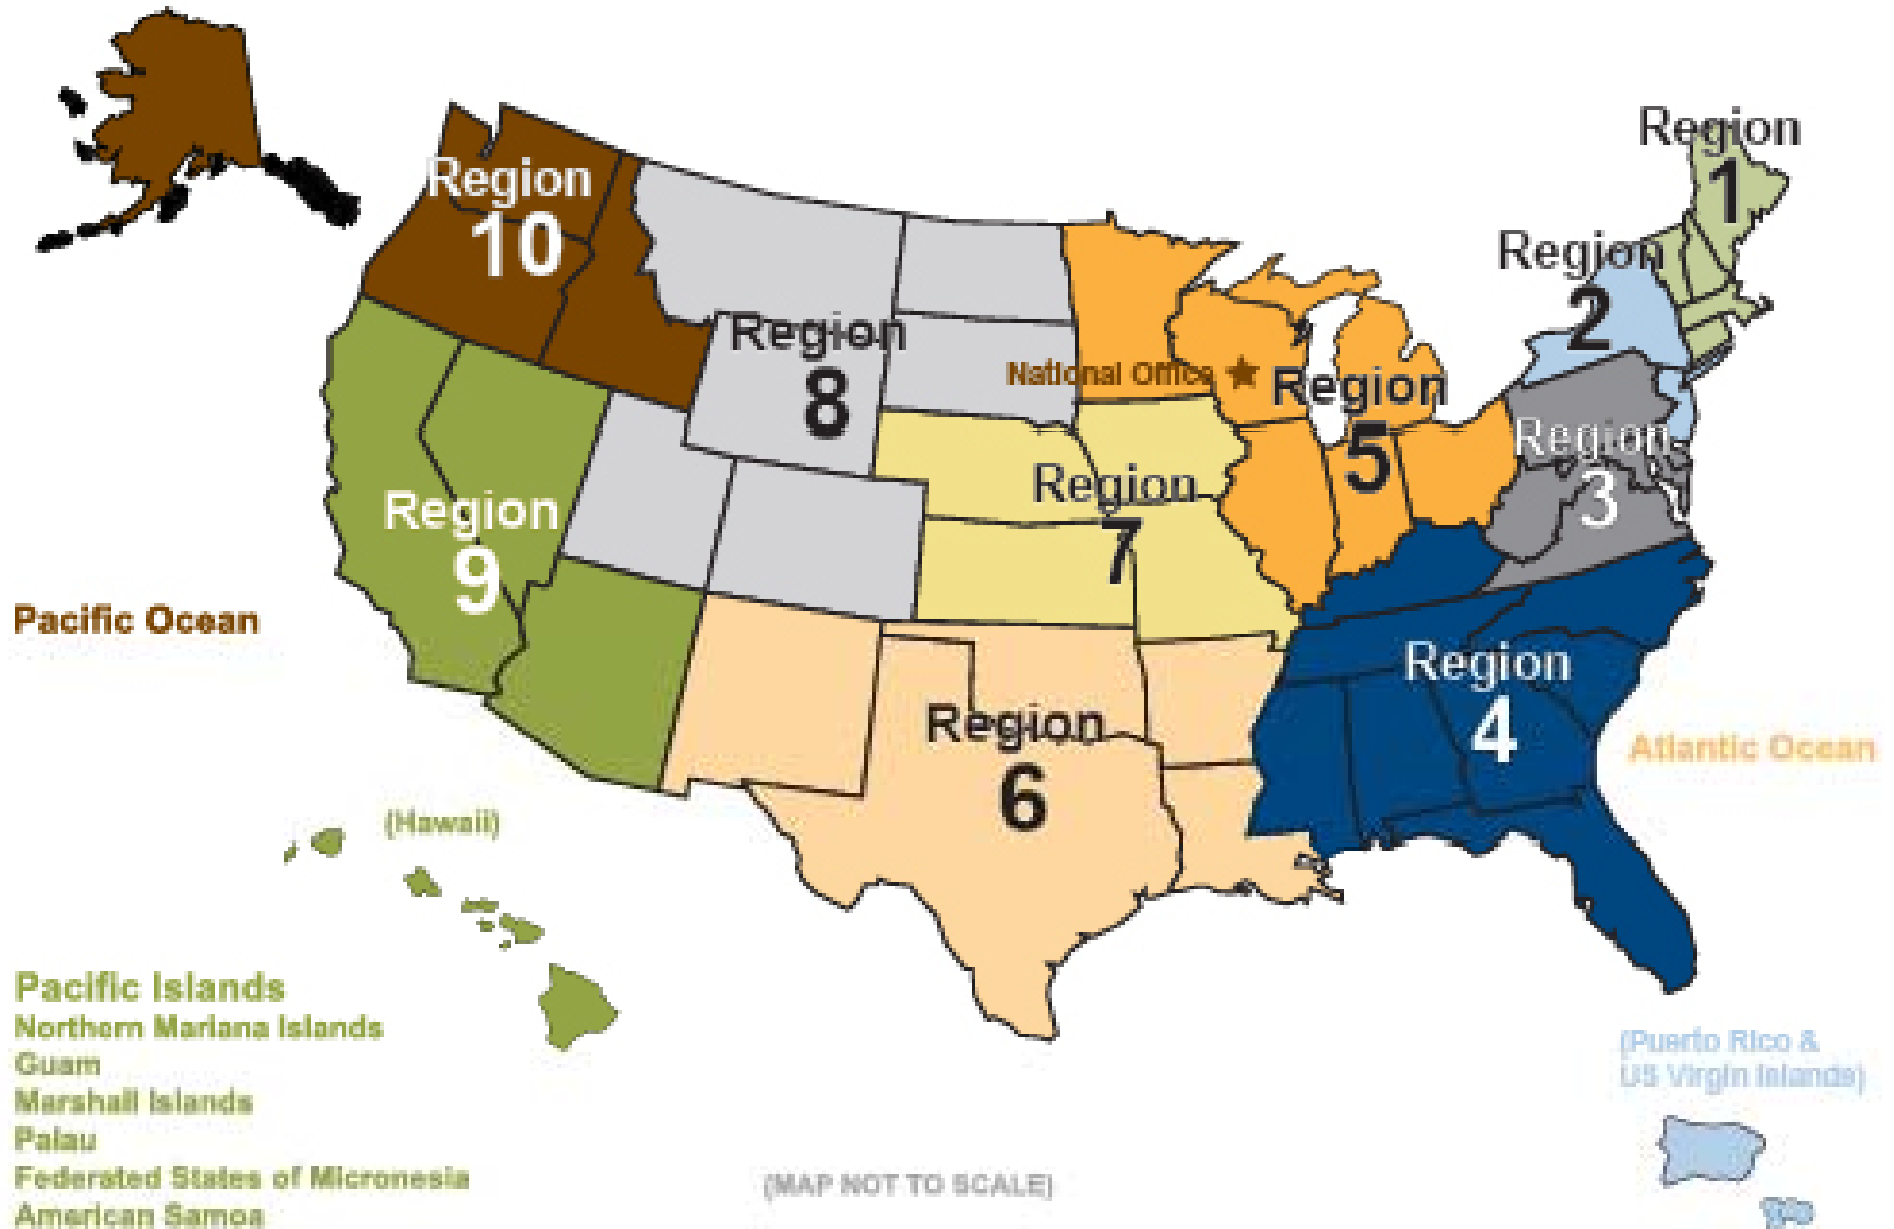 Region
1
Region
10
Region
2
Region
8
National Office
Region
5
Region
3
Region
7
Region
9
Pacific Ocean
Region
4
Region
6
Atlantic Ocean
(Hawaii)
Pacific Islands
Northern Mariana Islands
Guam
Marshall Islands
Palau
Federated States of Micronesia
American Samoa
(Puerto Rico &
US Virgin Islands)
(MAP NOT TO SCALE)